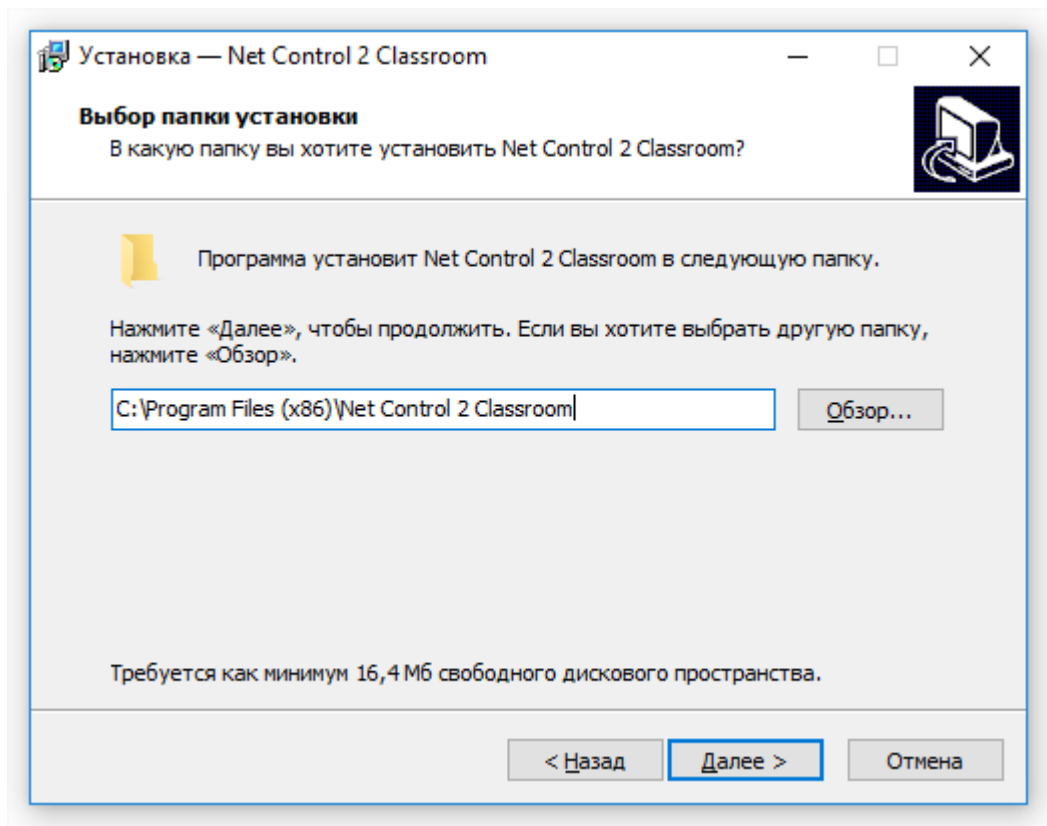 Установка — Net Control 2 Classroom
Выбор папки установки
В какую папку вы хотите установить Net Control 2 Classroom?
Программа установит Net Control 2 Classroom в следующую папку.
Нажмите «Далее», чтобы продолжить. Если вы хотите выбрать другую папку,
нажмите «Обзор».
C:\Program Files (x86)\Net Control 2 Classroom
Обзор...
Требуется как минимум 16,4 Мб свободного дискового пространства.
< Назад
Далее >
Отмена